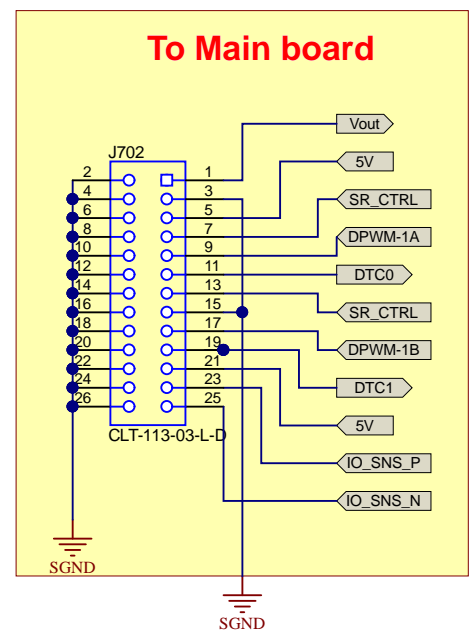 To Main board
Vout
J702
2 1 5V
4 3
6 5 SR_CTRL
8 7
10 9 DPWM-1A
12 11 DTC0
14 13
16 15 SR_CTRL
18 17
20 19 DPWM-1B
22 21
24 23 DTC1
26 25
5V
CLT-113-03-L-D
IO_SNS_P
IO_SNS_N
SGND
SGND